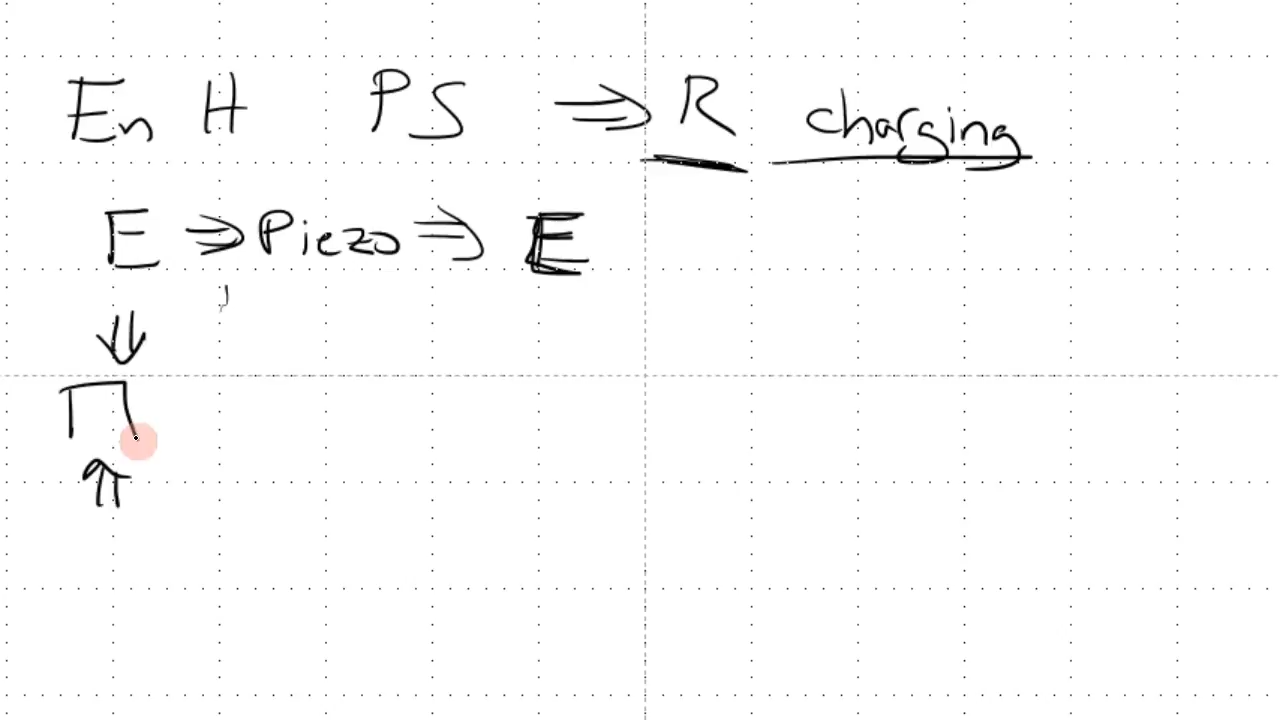 En H PS ⇒ R charging
E ⇒ Piezo ⇒ E
⇓
⇑